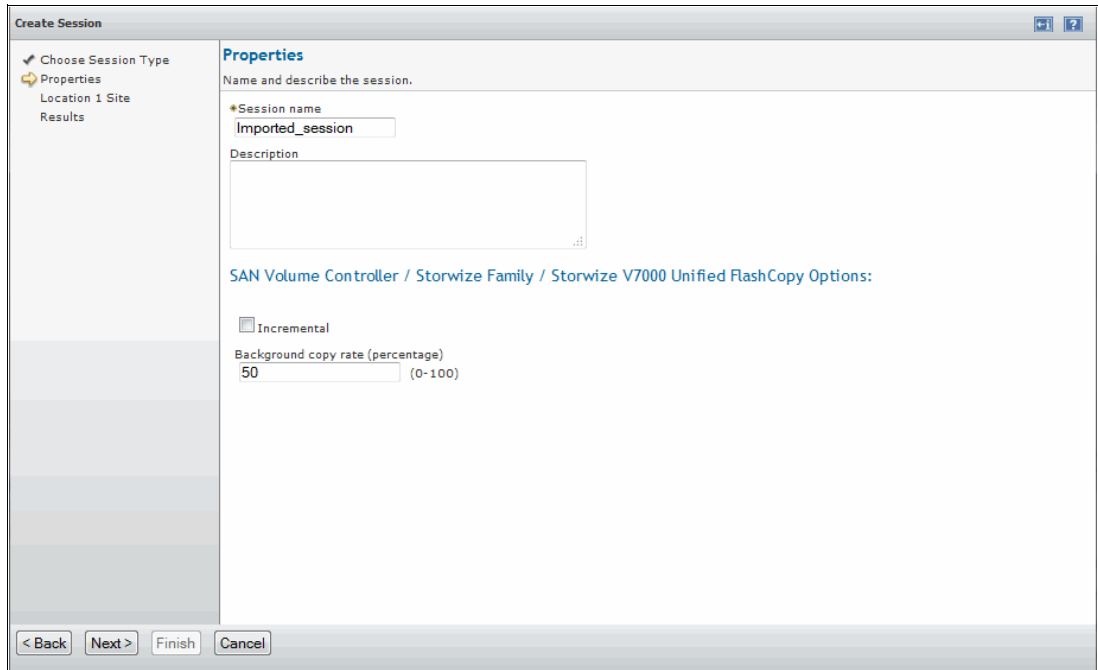 Create Session
?
Choose Session Type
Properties
Location 1 Site
Results
Properties
Name and describe the session.
*Session name
Imported_session
Description
SAN Volume Controller / Storwize Family / Storwize V7000 Unified FlashCopy Options:
Incremental
Background copy rate (percentage)
50 (0-100)
< Back Next > Finish Cancel